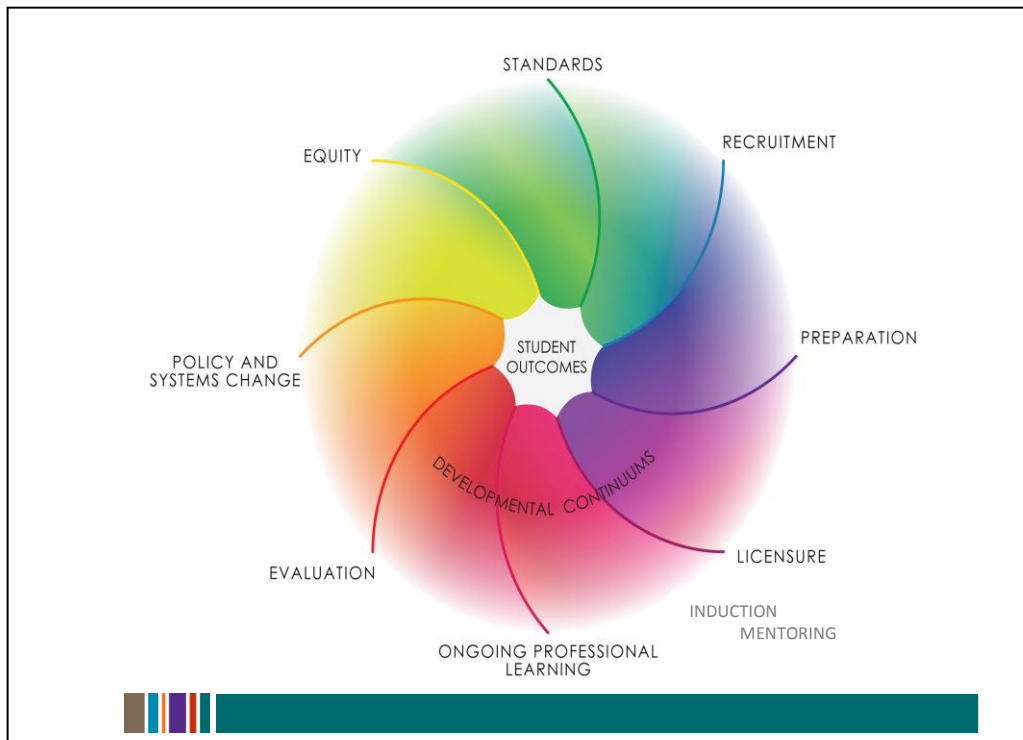 STANDARDS
RECRUITMENT
EQUITY
PREPARATION
STUDENT
OUTCOMES
POLICY AND
SYSTEMS CHANGE
DEVELOPMENTAL CONTINUUMS
LICENSURE
EVALUATION
INDUCTION
MENTORING
ONGOING PROFESSIONAL
LEARNING